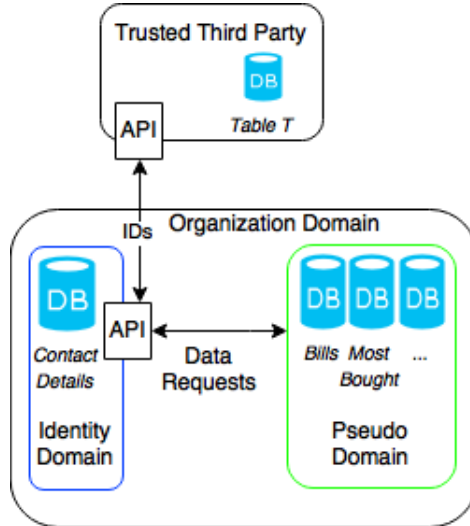 Trusted Third Party
DB
API
Table T
IDs
Organization Domain
DB
API
Contact
Details
Identity
Domain
Data
Requests
DB DB DB
Bills Most ...
Bought
Pseudo
Domain